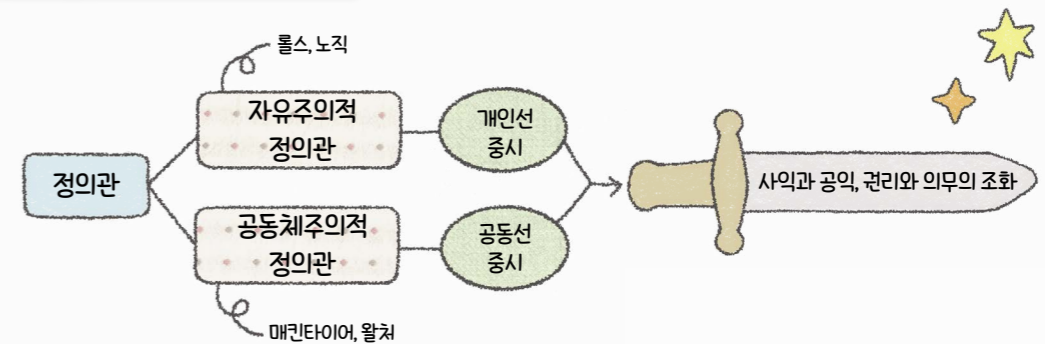 롤스, 노직
자유주의적
정의관
개인선
중시
정의관
사익과 공익, 권리와 의무의 조화
공동체주의적
정의관
공동선
중시
매킨타이어, 왈처